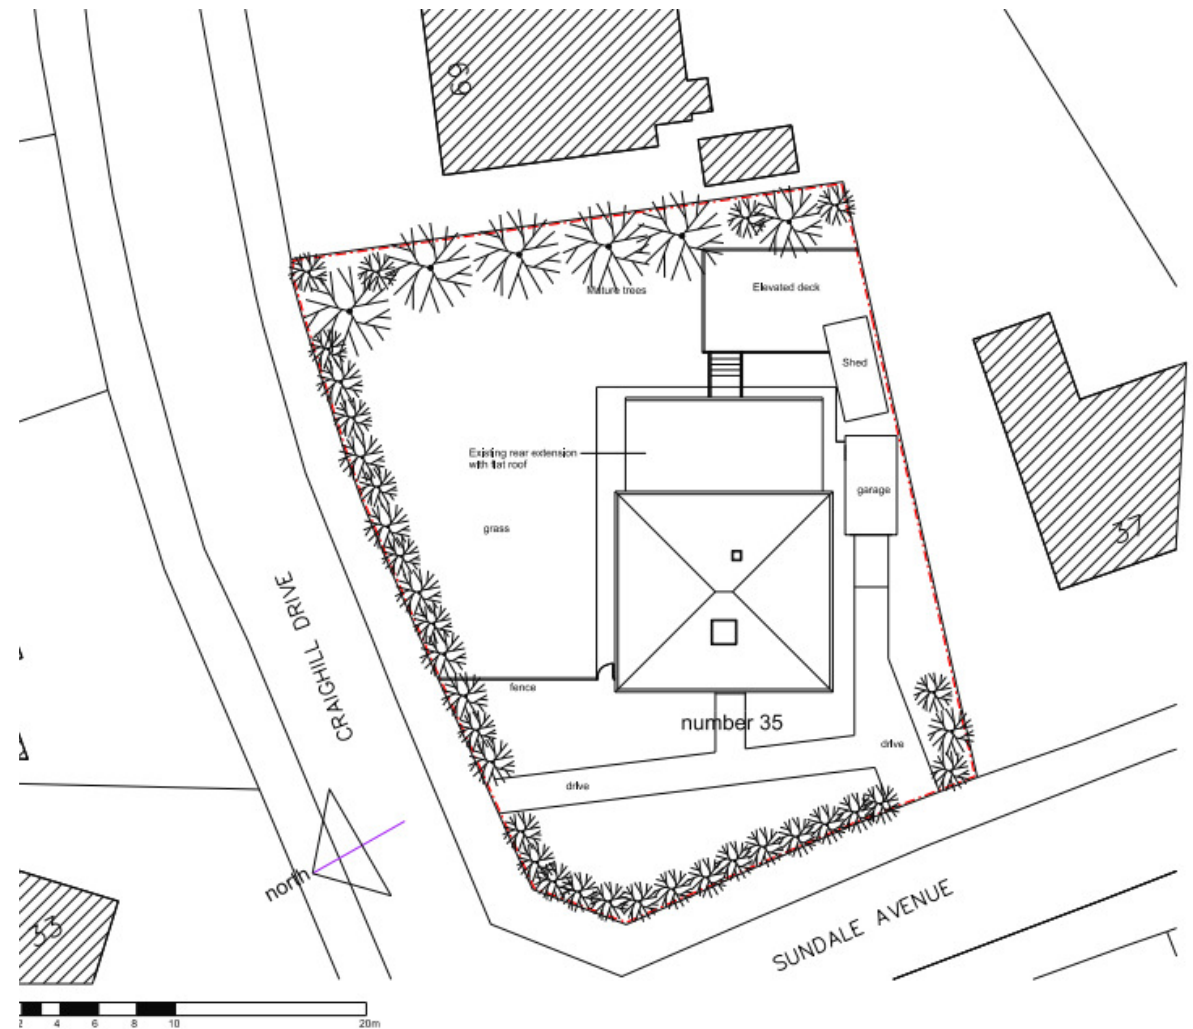 69
Mature trees
Elevated deck
Shed
Existing rear extension
with flat roof
garage
grass
37
CRAIGHILL DRIVE
fence
number 35
drive
drive
north
33
SUNDALE AVENUE
2 4 6 8 10 20m